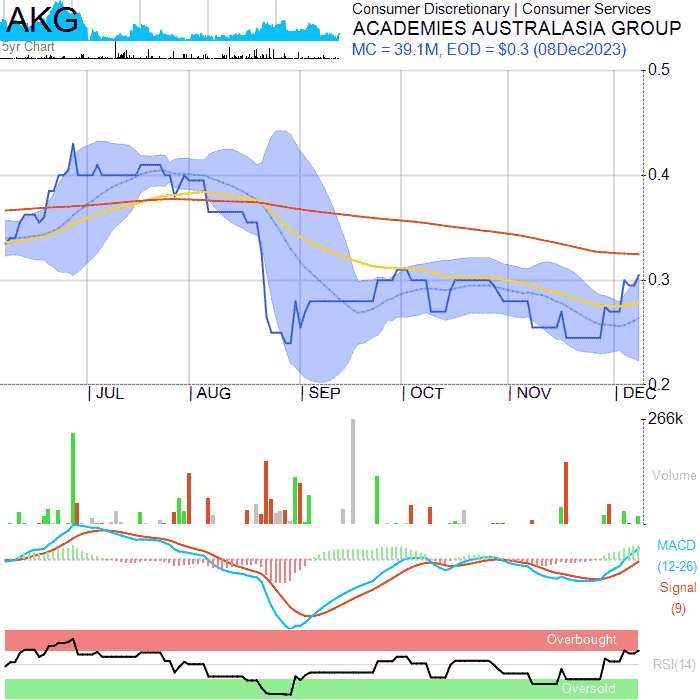 AKG
5yr Chart
Consumer Discretionary | Consumer Services
ACADEMIES AUSTRALASIA GROUP
MC = 39.1M, EOD = $0.3 (08Dec2023)
0.5
0.4
0.3
0.2
JUL AUG SEP OCT NOV DEC
266k
Volume
MACD
(12-26)
Signal
(9)
Overbought
RSI(14)
Oversold